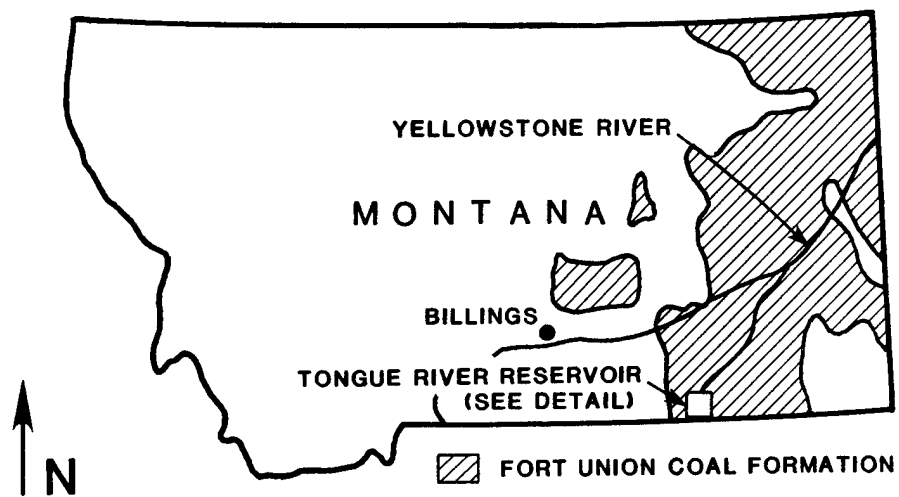 YELLOWSTONE RIVER
MONTANA
BILLINGS
TONGUE RIVER RESERVOIR
(SEE DETAIL)
N
FORT UNION COAL FORMATION